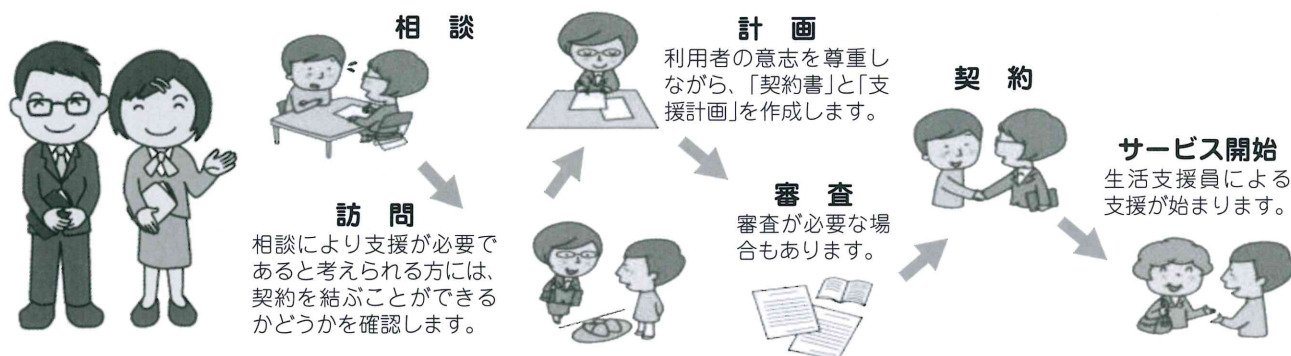 相 談
訪 問
相談により支援が必要で
あると考えられる方には、
契約を結ぶことができる
かどうかを確認します。
計 画
利用者の意志を尊重し
ながら、「契約書」と「支
援計画」を作成します。
審 査
審査が必要な場
合もあります。
契 約
サービス開始
生活支援員による
支援が始まります。